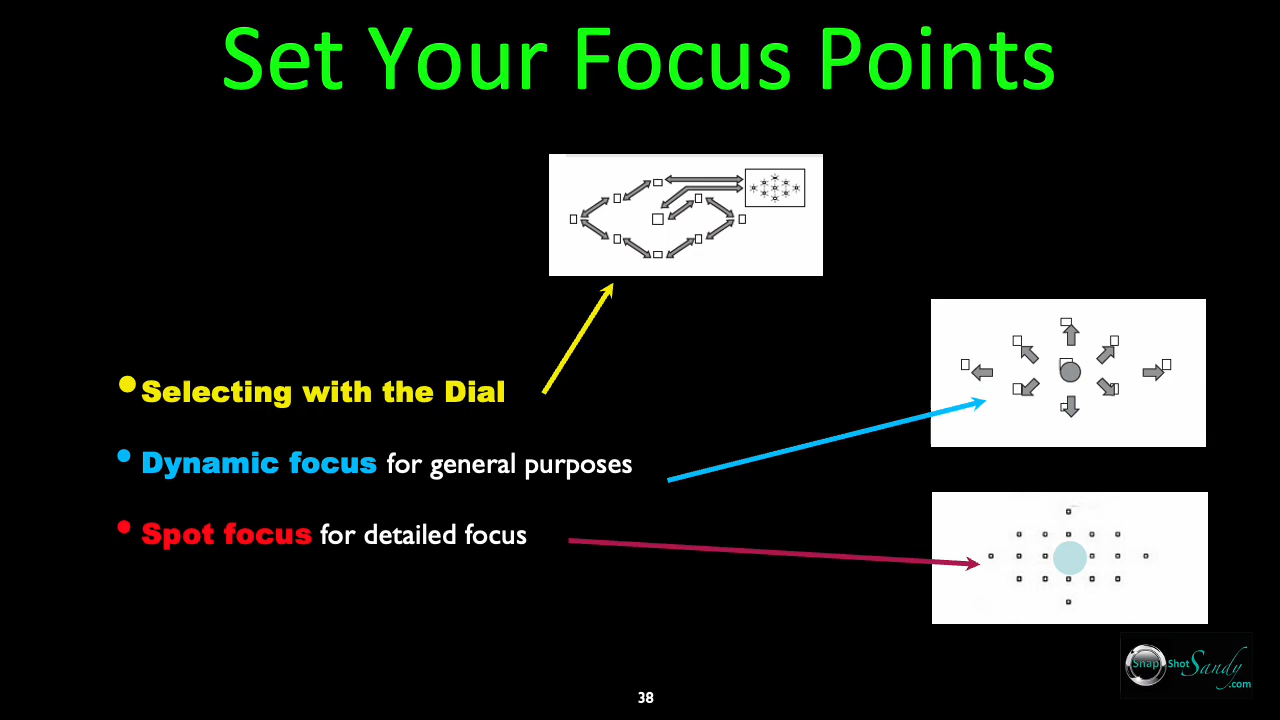 Set Your Focus Points
•Selecting with the Dial
• Dynamic focus for general purposes
• Spot focus for detailed focus
Snap Shot Sandy .com
38